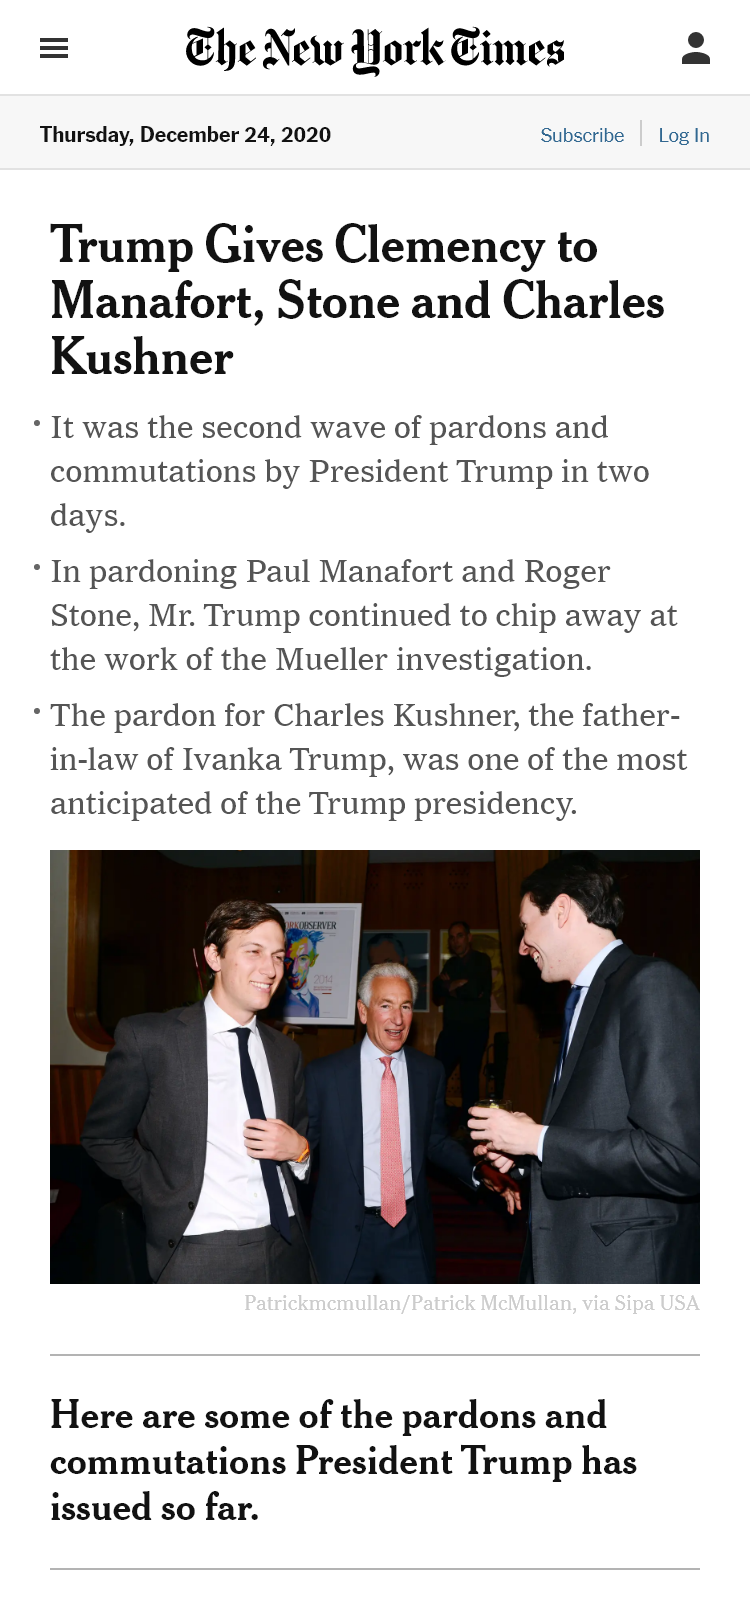 The New York Times
Thursday, December 24, 2020
Subscribe
Log In
Trump Gives Clemency to
Manafort, Stone and Charles
Kushner
• It was the second wave of pardons and
commutations by President Trump in two
days.
• In pardoning Paul Manafort and Roger
Stone, Mr. Trump continued to chip away at
the work of the Mueller investigation.
• The pardon for Charles Kushner, the father-
in-law of Ivanka Trump, was one of the most
anticipated of the Trump presidency.
OBSERVER
2014
Patrickmcmullan/Patrick McMullan, via Sipa USA
Here are some of the pardons and
commutations President Trump has
issued so far.